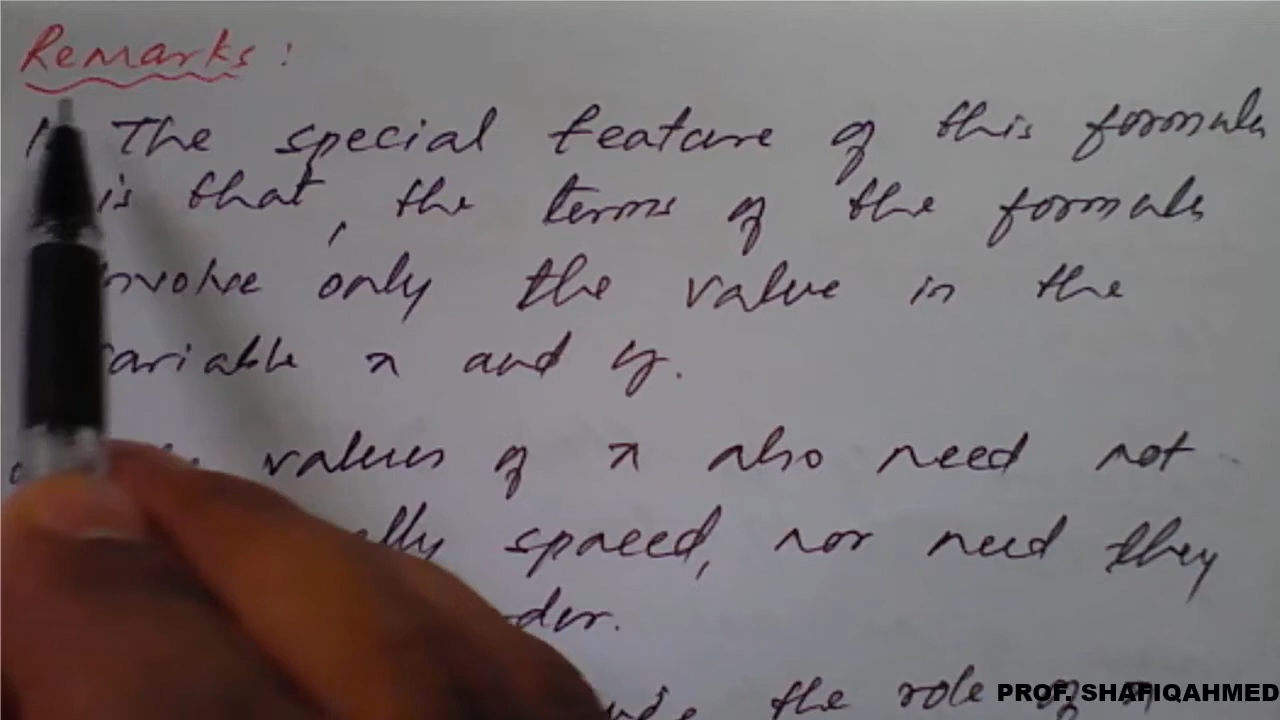 Remarks :
The special feature of this formula
is that, the terms of the formula
involve only the value in the
variable x and y.
values of x also need not
spaced, nor need they
the role of x
PROF. SHAFIQAHMED